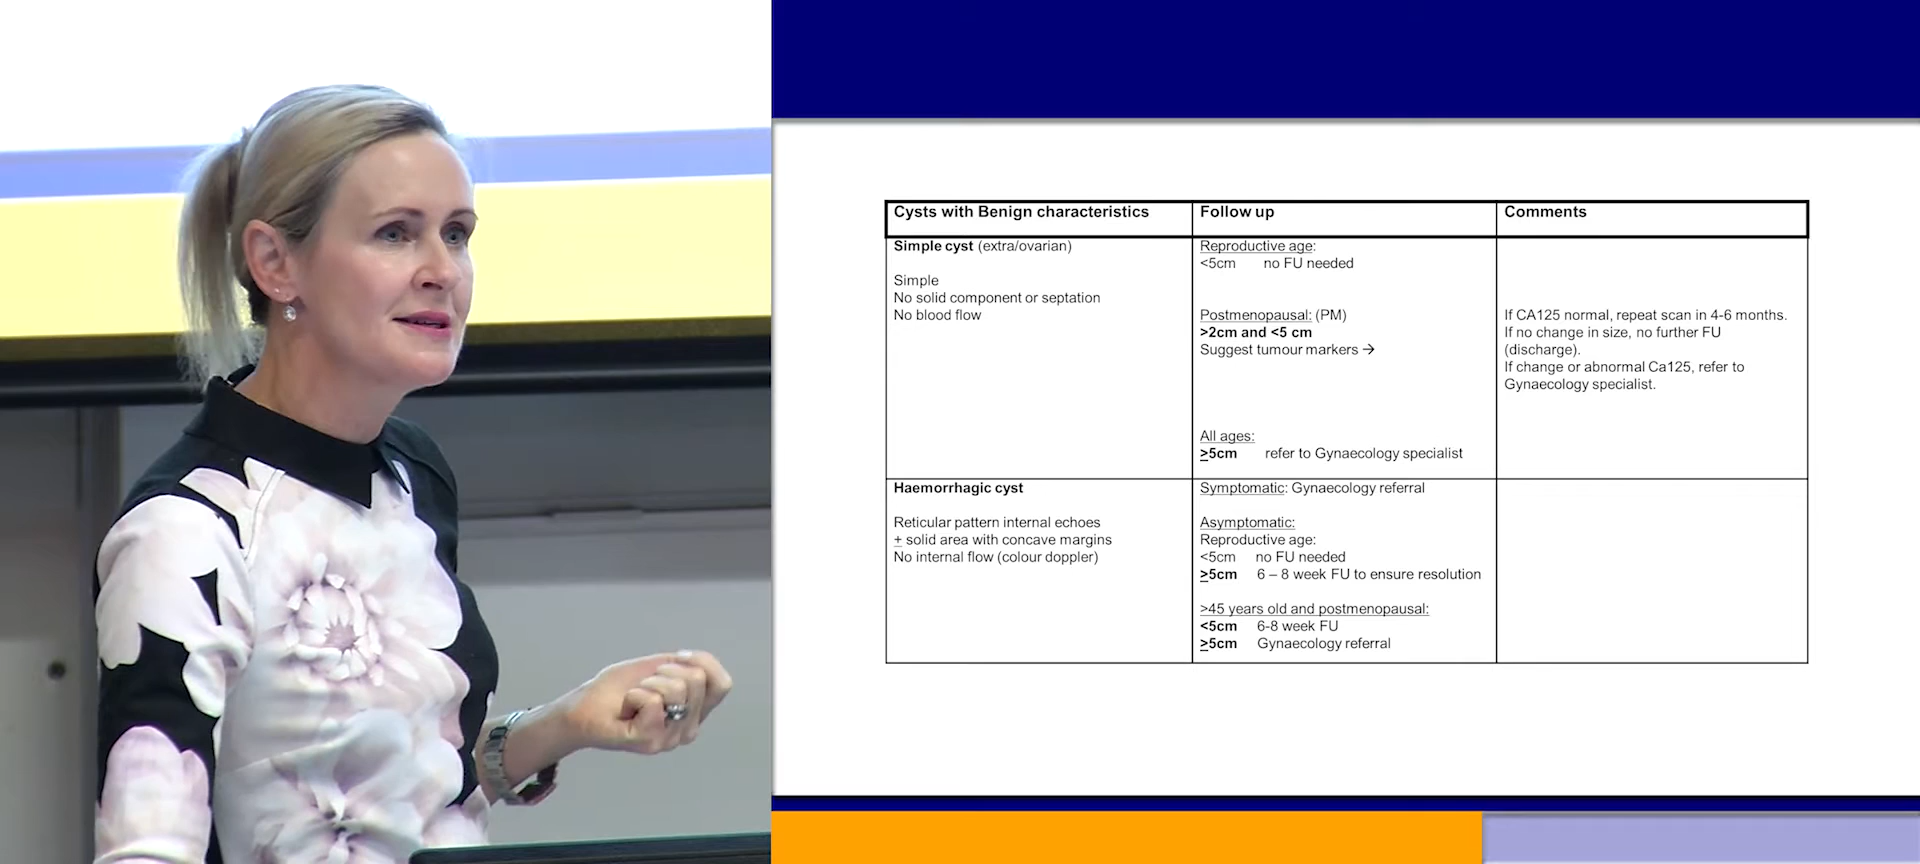 Cysts with Benign characteristics
Follow up
Comments
Simple cyst (extra/ovarian)
Simple
No solid component or septation
No blood flow
Reproductive age:
<5cm no FU needed
Postmenopausal: (PM)
>2cm and <5 cm
Suggest tumour markers →
All ages:
≥5cm refer to Gynaecology specialist
If CA125 normal, repeat scan in 4-6 months.
If no change in size, no further FU
(discharge).
If change or abnormal Ca125, refer to
Gynaecology specialist.
Haemorrhagic cyst
Reticular pattern internal echoes
± solid area with concave margins
No internal flow (colour doppler)
Symptomatic: Gynaecology referral
Asymptomatic:
Reproductive age:
<5cm no FU needed
≥5cm 6 – 8 week FU to ensure resolution
>45 years old and postmenopausal:
<5cm 6-8 week FU
≥5cm Gynaecology referral